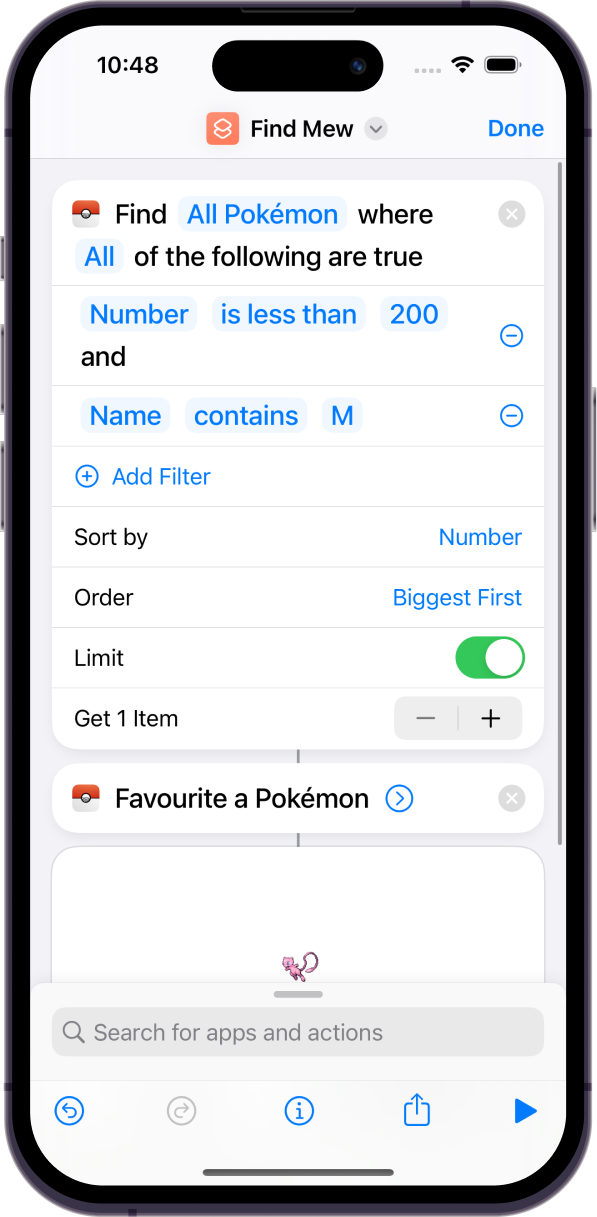 10:48
Find Mew
Done
Find All Pokémon where
All of the following are true
Number is less than 200
and
Name contains M
Add Filter
Sort by Number
Order Biggest First
Limit
Get 1 Item
Favourite a Pokémon
Search for apps and actions